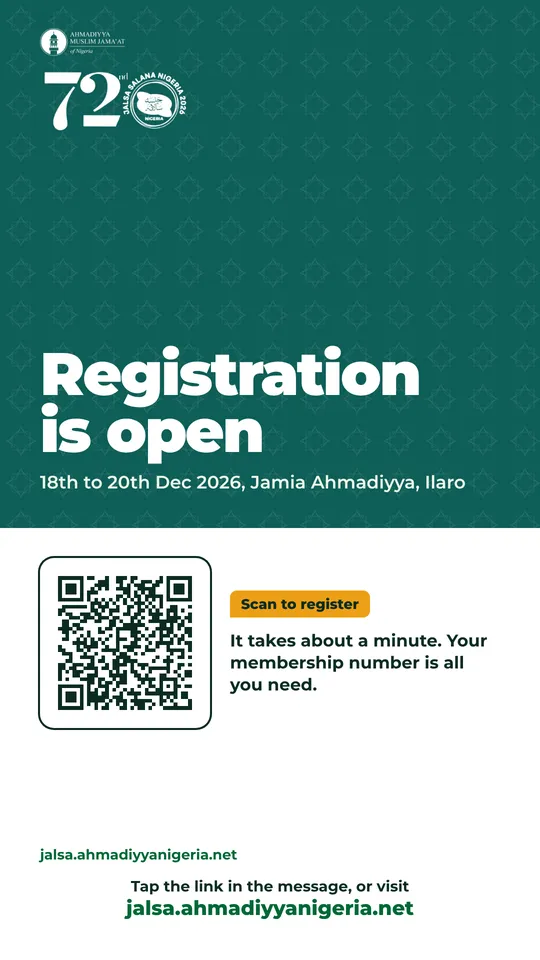 AHMADIYYA
MUSLIM JAMA'AT
of Nigeria
72nd
JALSA SALANA NIGERIA 2026
جلسہ سالانہ
NIGERIA
Registration
is open
18th to 20th Dec 2026, Jamia Ahmadiyya, Ilaro
Scan to register
It takes about a minute. Your
membership number is all
you need.
jalsa.ahmadiyyanigeria.net
Tap the link in the message, or visit
jalsa.ahmadiyyanigeria.net